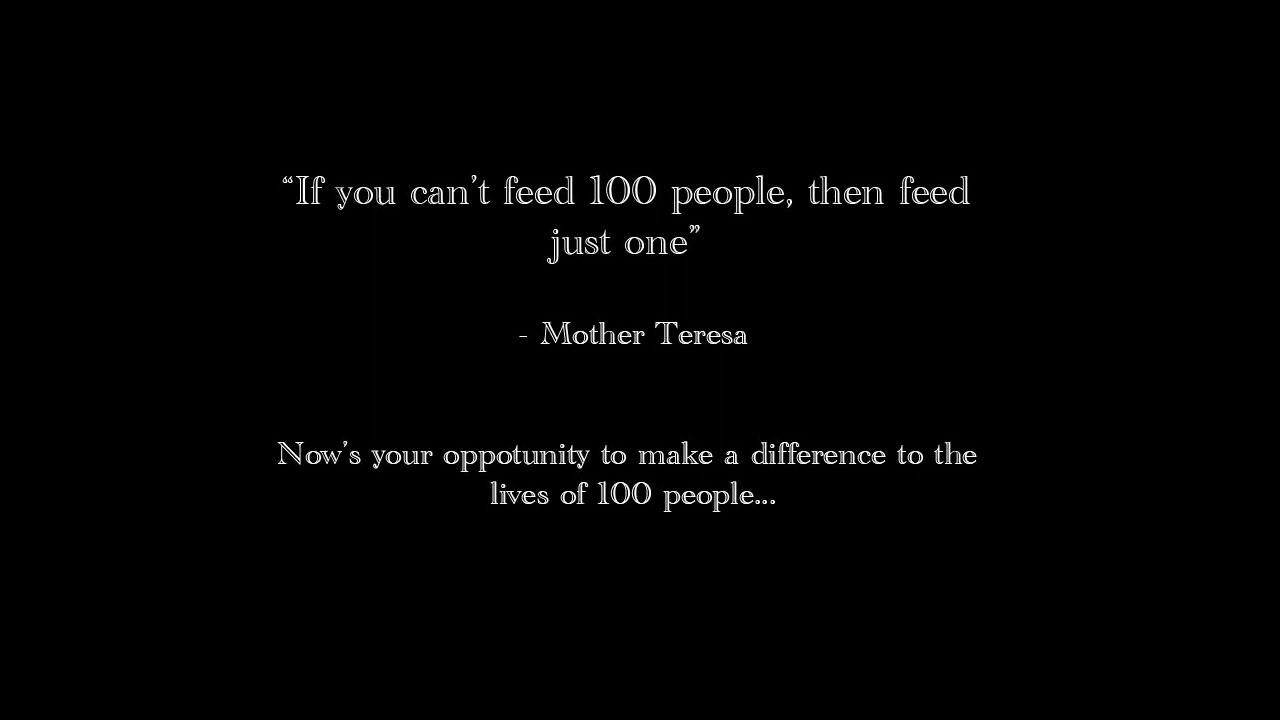 “If you can’t feed 100 people, then feed
just one”
- Mother Teresa
Now’s your oppotunity to make a difference to the
lives of 100 people...